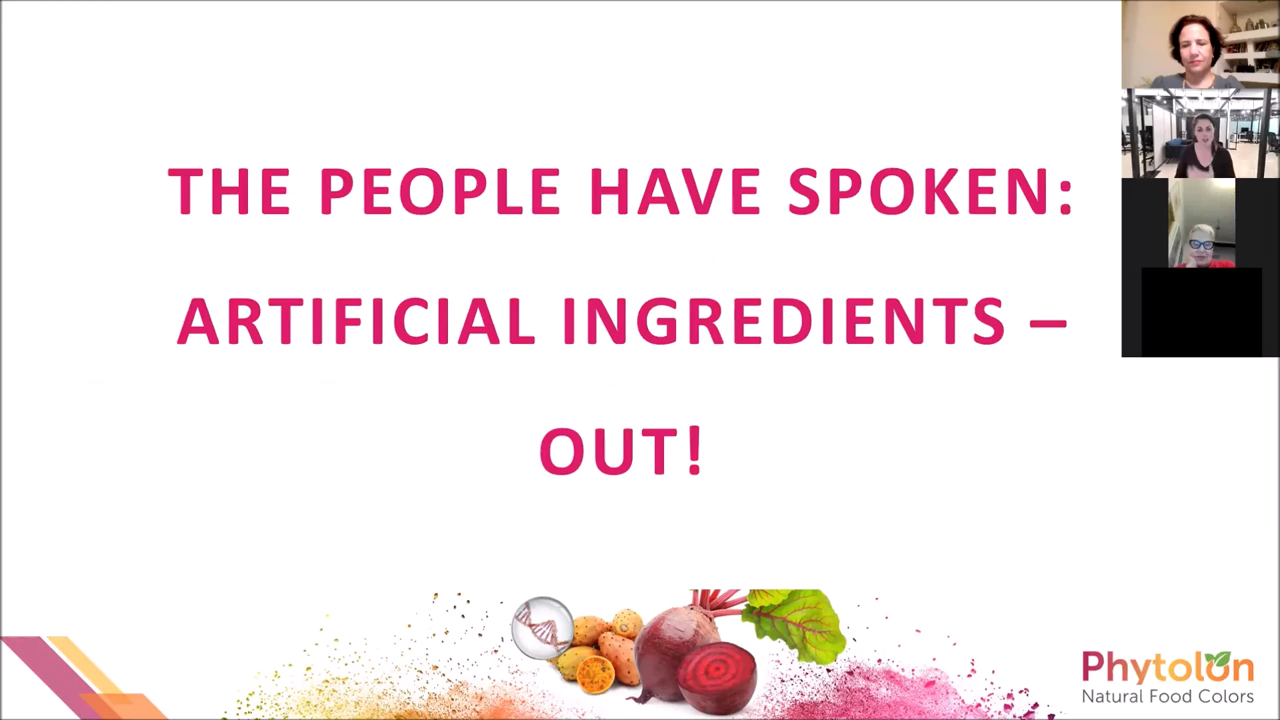 THE PEOPLE HAVE SPOKEN:
ARTIFICIAL INGREDIENTS –
OUT!
Phytolon
Natural Food Colors